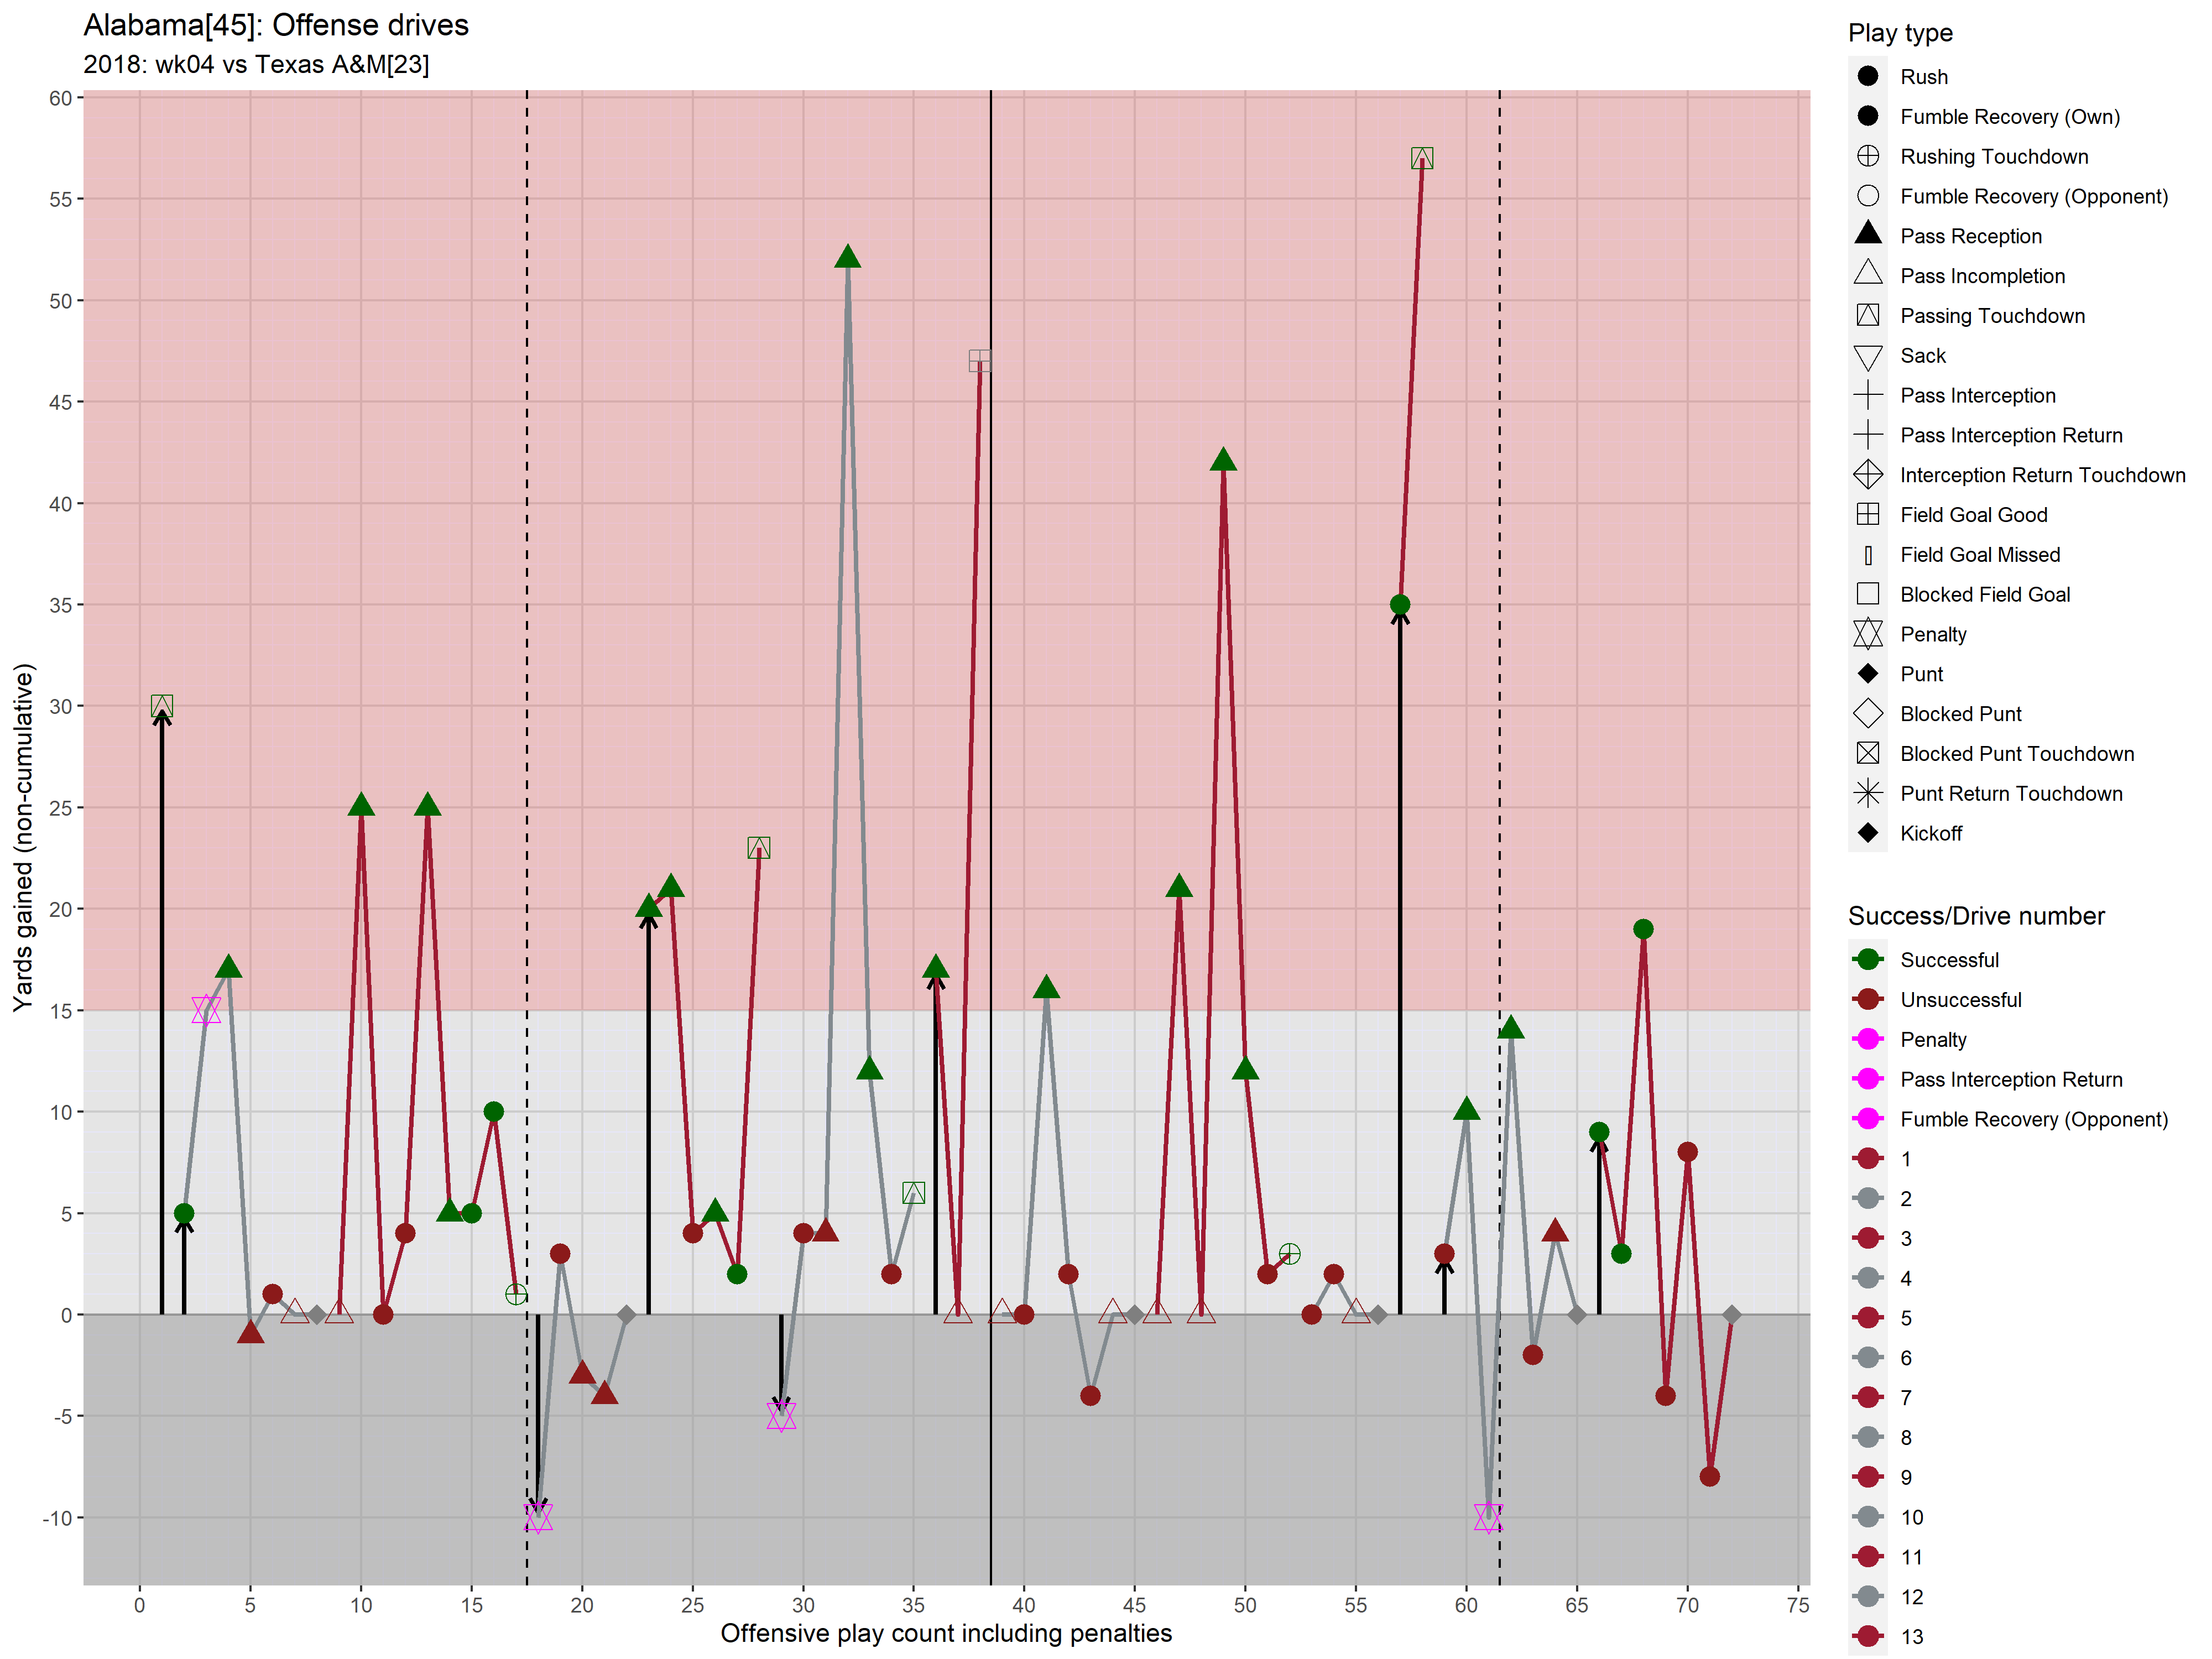 Alabama[45]: Offense drives
2018: wk04 vs Texas A&M[23]
Yards gained (non-cumulative)
60
55
50
45
40
35
30
25
20
15
10
5
0
-5
-10
0 5 10 15 20 25 30 35 40 45 50 55 60 65 70 75
Offensive play count including penalties
Play type
Rush
Fumble Recovery (Own)
Rushing Touchdown
Fumble Recovery (Opponent)
Pass Reception
Pass Incompletion
Passing Touchdown
Sack
Pass Interception
Pass Interception Return
Interception Return Touchdown
Field Goal Good
Field Goal Missed
Blocked Field Goal
Penalty
Punt
Blocked Punt
Blocked Punt Touchdown
Punt Return Touchdown
Kickoff
Success/Drive number
Successful
Unsuccessful
Penalty
Pass Interception Return
Fumble Recovery (Opponent)
1
2
3
4
5
6
7
8
9
10
11
12
13